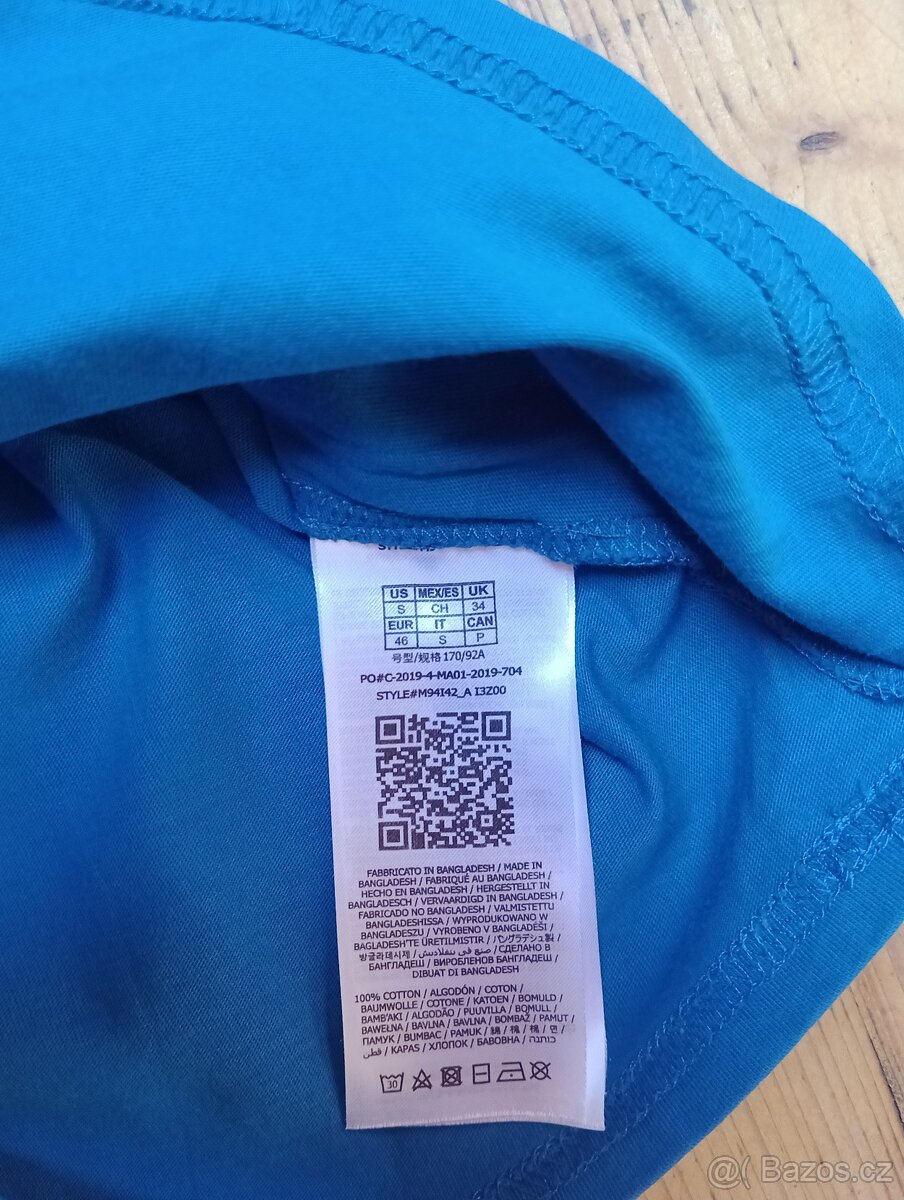 US MEX/ES UK
S CH 34
EUR IT CAN
46 S P
号型/规格 170/92A
PO#C-2019-4-MA01-2019-704
STYLE#M94I42_A I3Z00
FABBRICATO IN BANGLADESH / MADE IN
BANGLADESH / FABRIQUÉ AU BANGLADESH /
HECHO EN BANGLADESH / HERGESTELLT IN
BANGLADESCH / VERVAARDIGD IN BANGLADESH /
FABRICADO NO BANGLADESH / VALMISTETTU
BANGLADESHISSA / WYPRODUKOWANO W
BANGLADESZU / VYROBENO V BANGLADÉŠI /
BAGLADEŞH'TE ÜRETILMISTIR / バングラデシュ製 /
방글라데시제 / صنع في بنغلاديش / СДЕЛАНО В
БАНГЛАДЕШ / ВИРОБЛЕНОВ БАНГЛАДЕШ /
DIBUAT DI BANGLADESH
100% COTTON / ALGODÓN / COTON /
BAUMWOLLE / COTONE / KATOEN / BOMULD /
BAMBAKI / ALGODÃO / PUUVILLA / BOMULL /
BAWEŁNA / BAVLNA / BAVLNA / BOMBAŽ / PAMUT /
ПАМУК / BUMBAC / PAMUK / 綿 / 棉 / 棉 / 면 /
قطن / KAPAS / ХЛОПОК / БАВОВНА / כותנה
30
@( Bazos.cz